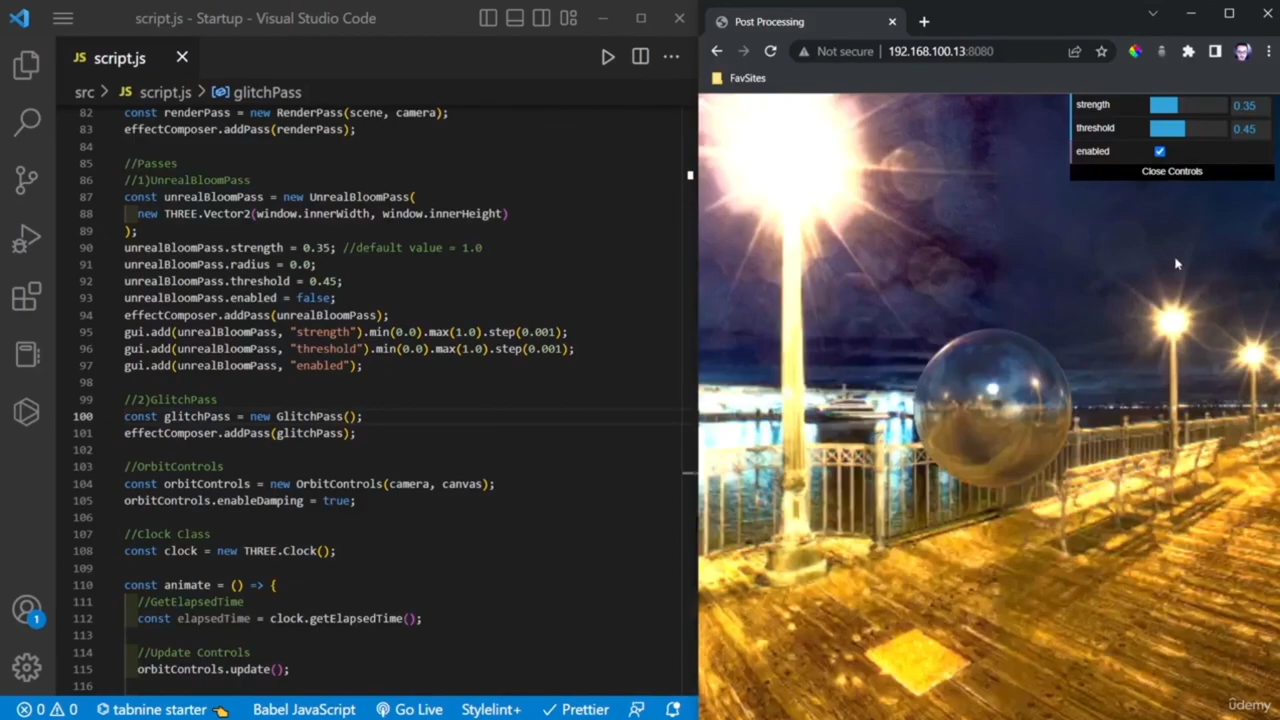 script.js - Startup - Visual Studio Code
JS script.js
src > JS script.js > glitchPass
82 const renderPass = new RenderPass(scene, camera);
83 effectComposer.addPass(renderPass);
84
85 //Passes
86 //1)UnrealBloomPass
87 const unrealBloomPass = new UnrealBloomPass(
88 new THREE.Vector2(window.innerWidth, window.innerHeight)
89 );
90 unrealBloomPass.strength = 0.35; //default value = 1.0
91 unrealBloomPass.radius = 0.0;
92 unrealBloomPass.threshold = 0.45;
93 unrealBloomPass.enabled = false;
94 effectComposer.addPass(unrealBloomPass);
95 gui.add(unrealBloomPass, "strength").min(0.0).max(1.0).step(0.001);
96 gui.add(unrealBloomPass, "threshold").min(0.0).max(1.0).step(0.001);
97 gui.add(unrealBloomPass, "enabled");
98
99 //2)GlitchPass
100 const glitchPass = new GlitchPass();
101 effectComposer.addPass(glitchPass);
102
103 //OrbitControls
104 const orbitControls = new OrbitControls(camera, canvas);
105 orbitControls.enableDamping = true;
106
107 //Clock Class
108 const clock = new THREE.Clock();
109
110 const animate = () => {
111 //GetElapsedTime
112 const elapsedTime = clock.getElapsedTime();
113
114 //Update Controls
115 orbitControls.update();
116
1
0 0 tabnine starter Babel JavaScript Go Live Stylelint+ Prettier
Post Processing
Not secure 192.168.100.13:8080
FavSites
strength 0.35
threshold 0.45
enabled
Close Controls
ûdemy